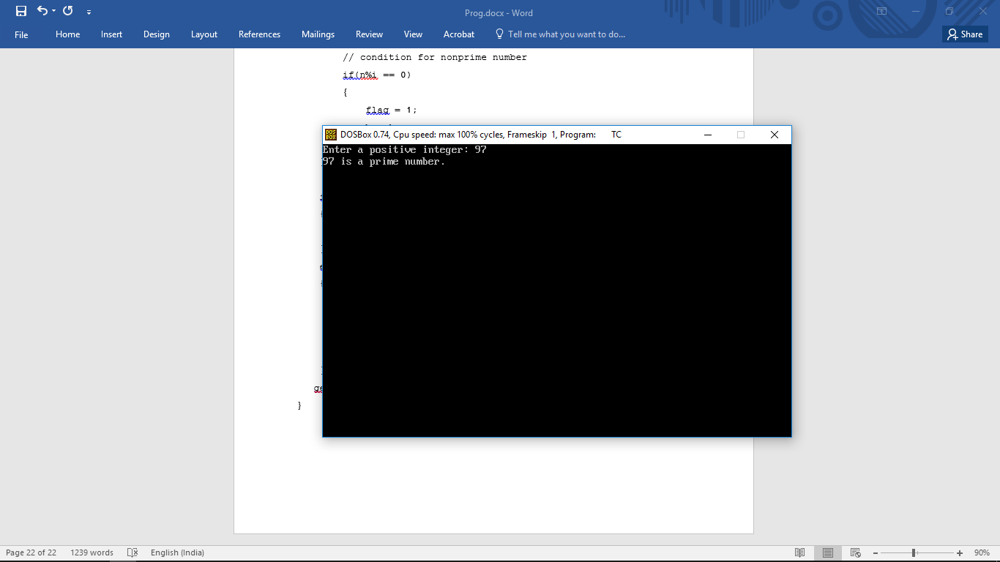 Prog.docx - Word
File Home Insert Design Layout References Mailings Review View Acrobat Tell me what you want to do... Share
// condition for nonprime number
if(n%i == 0)
{
flag = 1;
DOSBox 0.74, Cpu speed: max 100% cycles, Frameskip 1, Program: TC
Enter a positive integer: 97
97 is a prime number.
}
Page 22 of 22 1239 words English (India) 90%